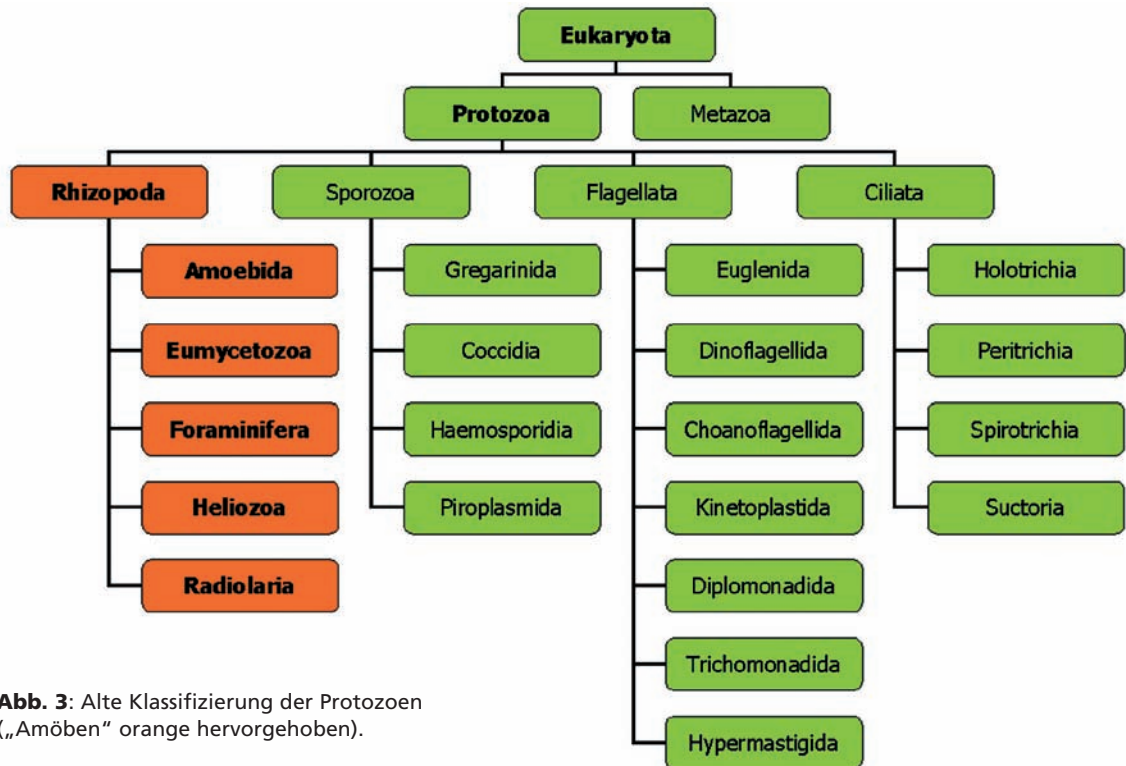 Eukaryota
Protozoa
Metazoa
Rhizopoda
Sporozoa
Flagellata
Ciliata
Amoebida
Gregarinida
Euglenida
Holotrichia
Eumycetozoa
Coccidia
Dinoflagellida
Peritrichia
Foraminifera
Haemosporidia
Choanoflagellida
Spirotrichia
Heliozoa
Piroplasmida
Kinetoplastida
Suctoria
Radiolaria
Diplomonadida
Trichomonadida
Hypermastigida
Abb. 3: Alte Klassifizierung der Protozoen
(„Amöben“ orange hervorgehoben).